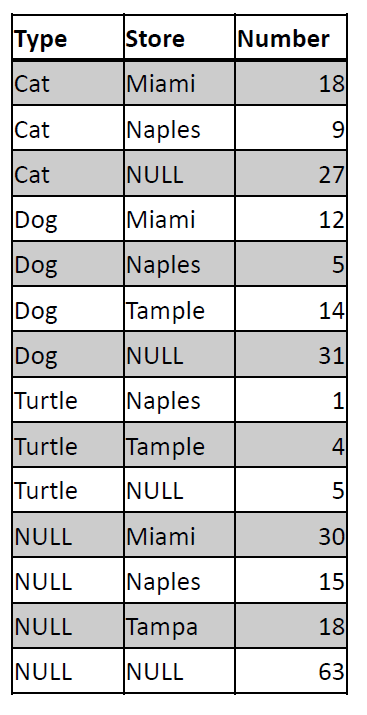 Type Store Number
Cat Miami 18
Cat Naples 9
Cat NULL 27
Dog Miami 12
Dog Naples 5
Dog Tample 14
Dog NULL 31
Turtle Naples 1
Turtle Tample 4
Turtle NULL 5
NULL Miami 30
NULL Naples 15
NULL Tampa 18
NULL NULL 63